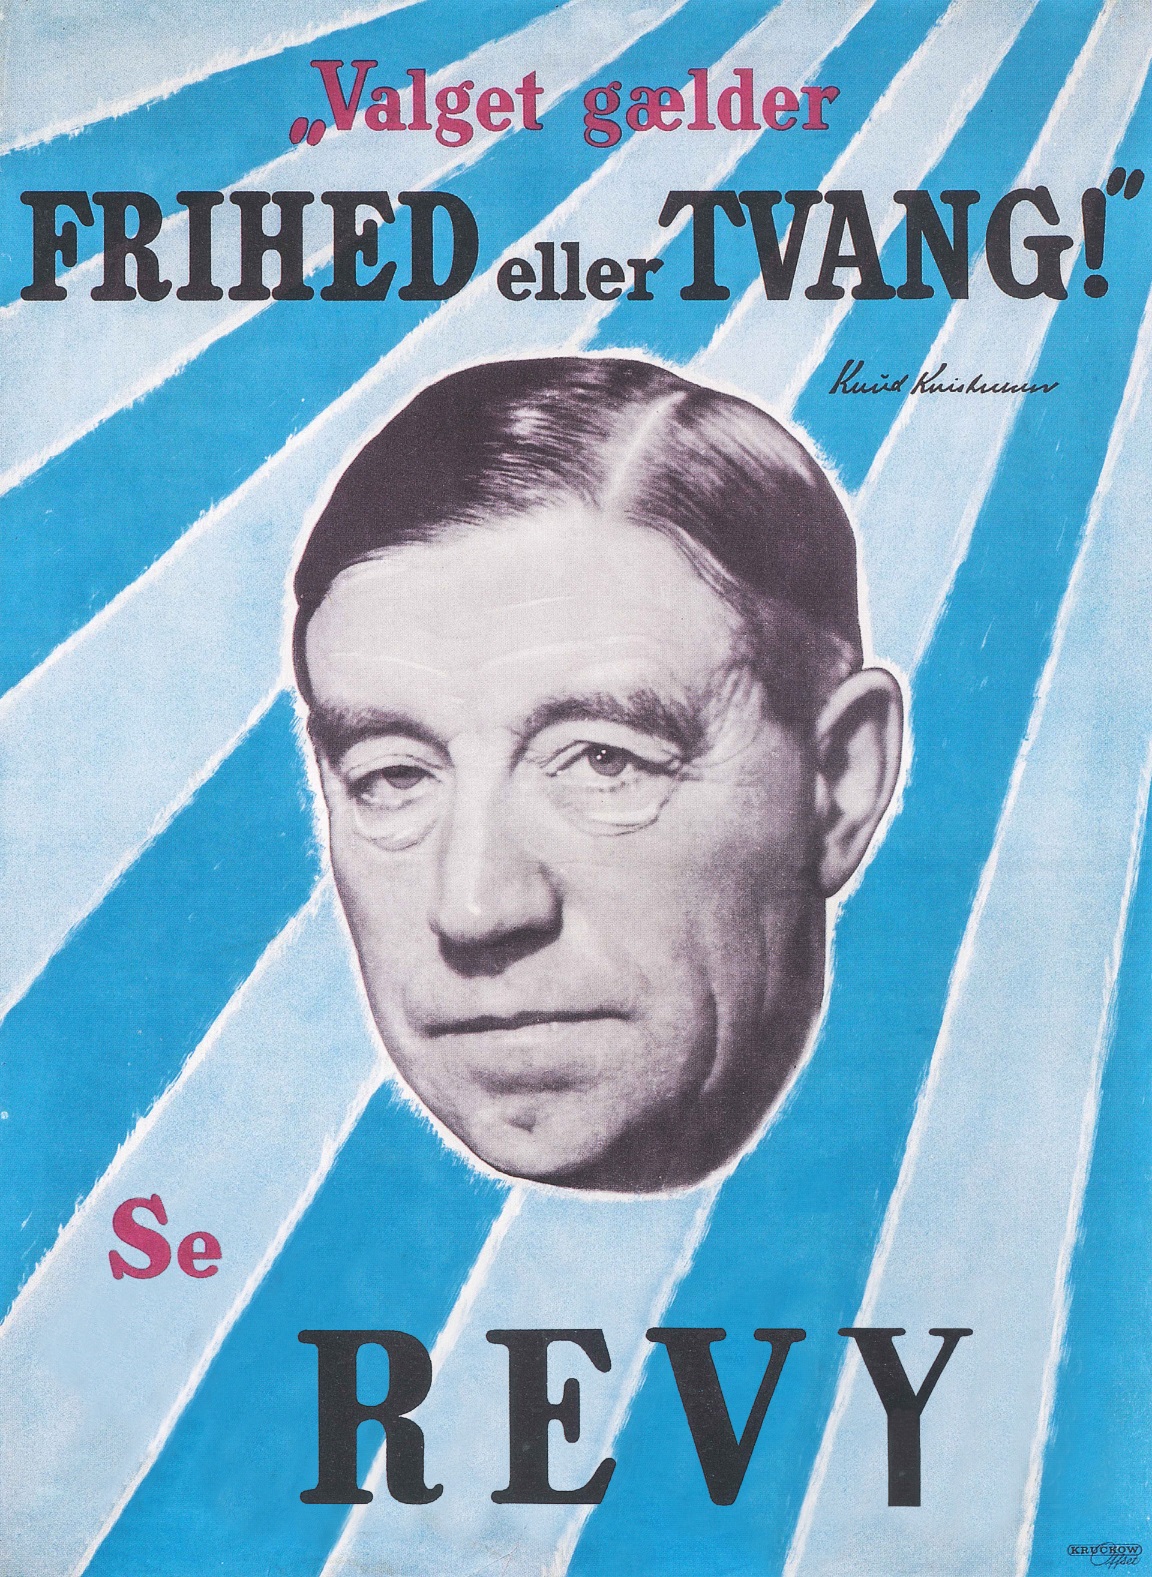 „Valget gælder
FRIHED eller TVANG!”
Knud Kristensen
Se
REVY
KRUCKOW
Offset